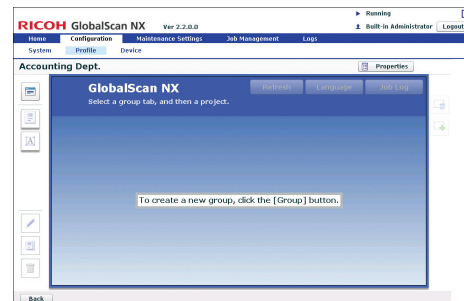 Running
RICOH GlobalScan NX Ver 2.2.0.0
Built-in Administrator Logout
Home Configuration Maintenance Settings Job Management Logs
System Profile Device
Accounting Dept. Properties
GlobalScan NX Refresh Language Job Log
Select a group tab, and then a project.
To create a new group, click the [Group] button.
Back